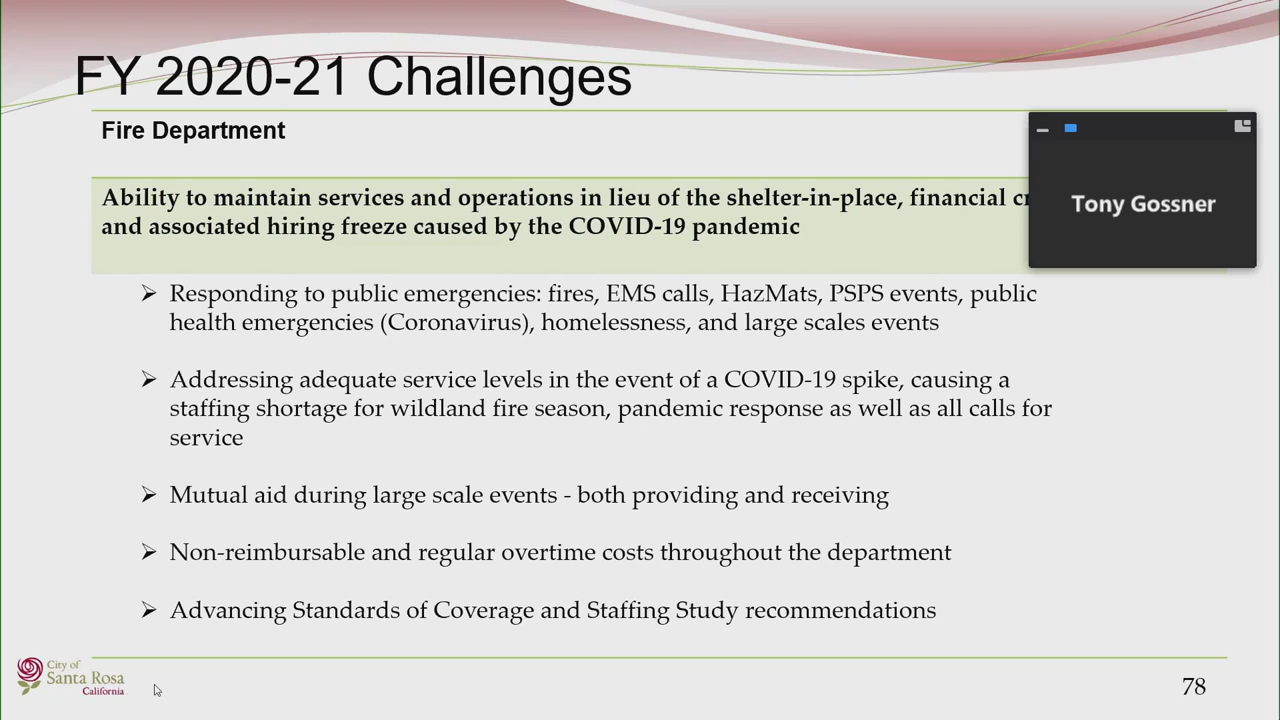 FY 2020-21 Challenges
Fire Department
Ability to maintain services and operations in lieu of the shelter-in-place, financial
and associated hiring freeze caused by the COVID-19 pandemic
Tony Gossner
➢ Responding to public emergencies: fires, EMS calls, HazMats, PSPS events, public
health emergencies (Coronavirus), homelessness, and large scales events
➢ Addressing adequate service levels in the event of a COVID-19 spike, causing a
staffing shortage for wildland fire season, pandemic response as well as all calls for
service
➢ Mutual aid during large scale events - both providing and receiving
➢ Non-reimbursable and regular overtime costs throughout the department
➢ Advancing Standards of Coverage and Staffing Study recommendations
City of
Santa Rosa
California
78